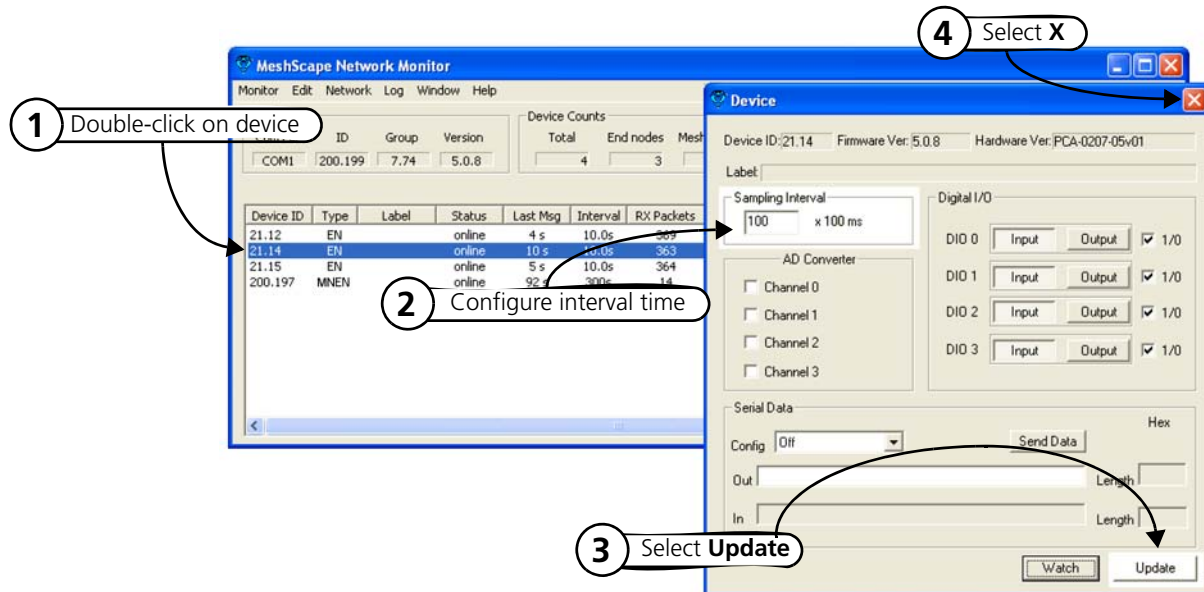 4 Select X
MeshScape Network Monitor
Monitor Edit Network Log Window Help
1 Double-click on device
ID Group Version
COM1 200.199 7.74 5.0.8
Device Counts
Total End nodes Mesh
4 3
Device ID Type Label Status Last Msg Interval RX Packets
21.12 EN online 4 s 10.0s 369
21.14 EN online 10 s 10.0s 363
21.15 EN online 5 s 10.0s 364
200.197 MNEN online 92 s 300s 14
2 Configure interval time
Device
Device ID: 21.14 Firmware Ver: 5.0.8 Hardware Ver: PCA-0207-05v01
Label:
Sampling Interval
100 x 100 ms
AD Converter
Channel 0
Channel 1
Channel 2
Channel 3
Digital I/O
DIO 0 Input Output 1/0
DIO 1 Input Output 1/0
DIO 2 Input Output 1/0
DIO 3 Input Output 1/0
Serial Data
Hex
Config Off Send Data
Out Length
In Length
3 Select Update
Watch Update